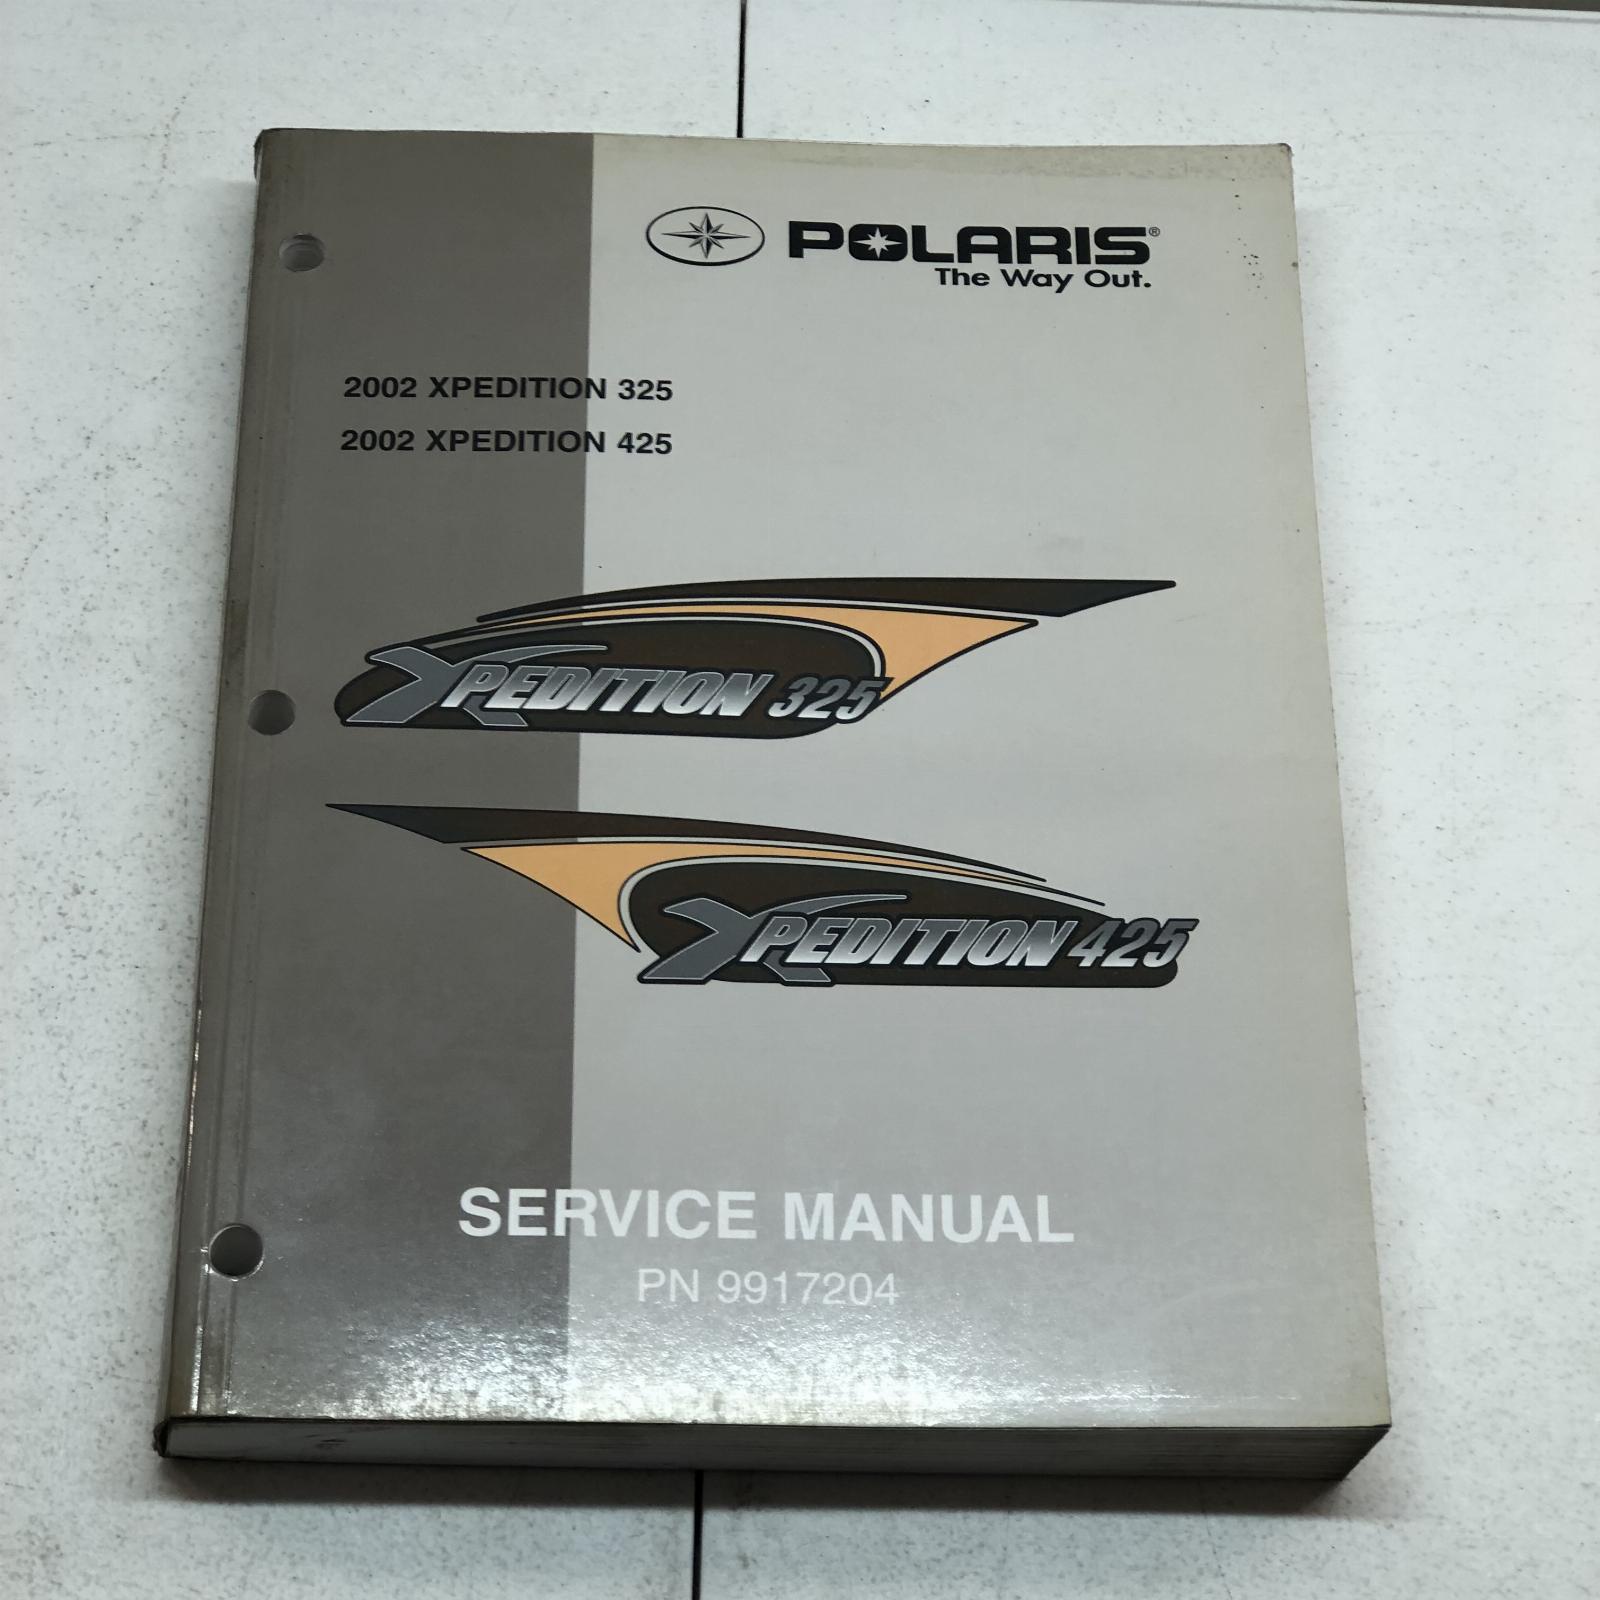 POLARIS®
The Way Out.
2002 XPEDITION 325
2002 XPEDITION 425
XPEDITION 325
XPEDITION 425
SERVICE MANUAL
PN 9917204